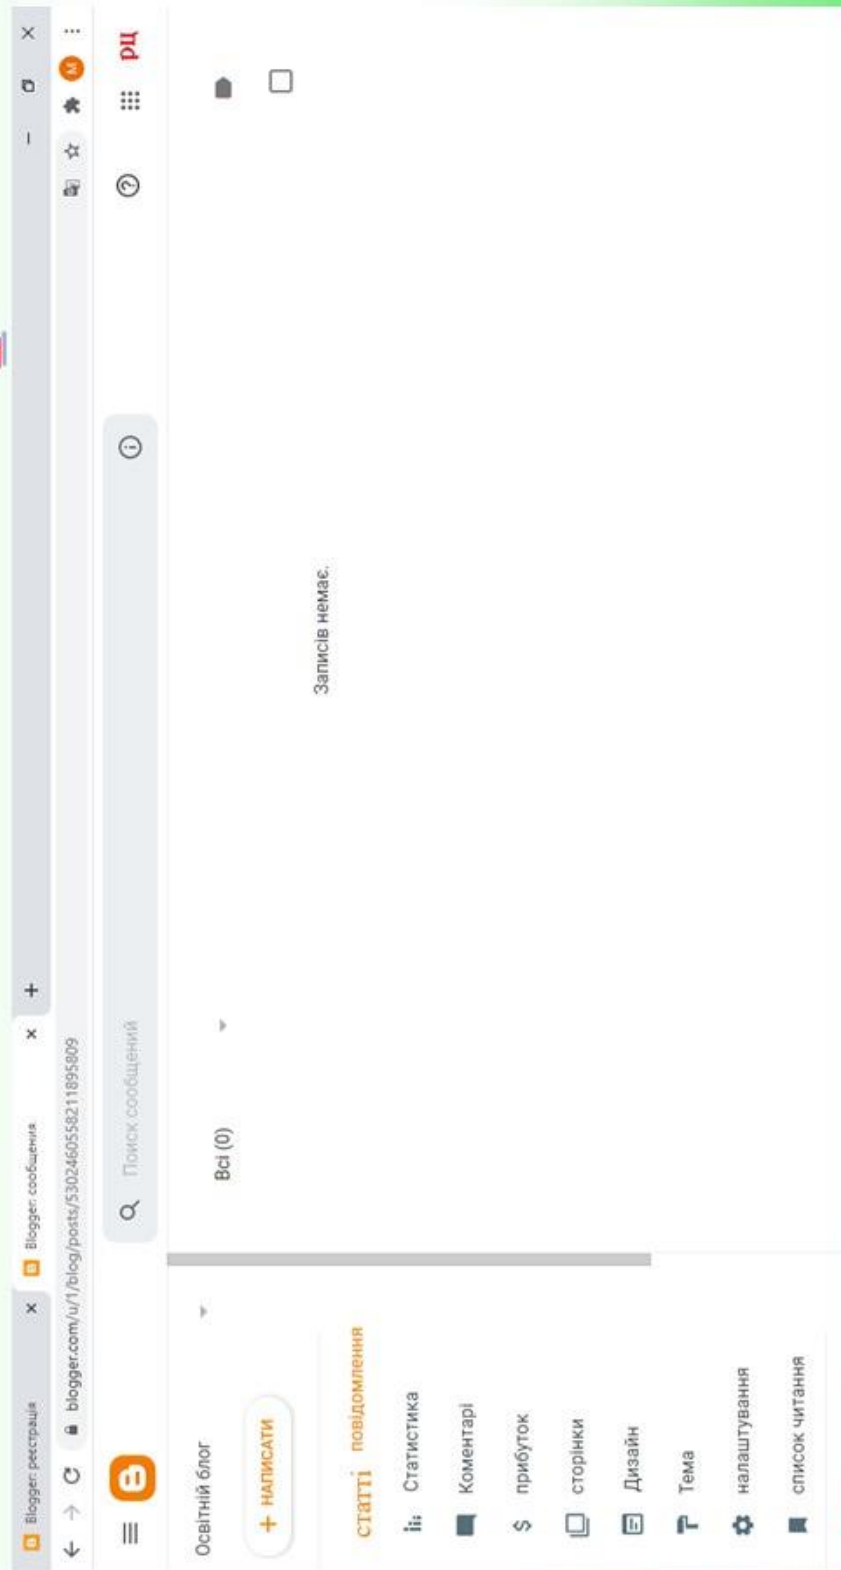 Blogger: реєстрація
Blogger: сообщения
blogger.com/u/1/blog/posts/5302460558211895809
Поиск сообщений
рц
Освітній блог
Всі (0)
НАПИСАТИ
Записів немає.
статті повідомлення
Статистика
Коментарі
прибуток
сторінки
Дизайн
Тема
налаштування
список читання